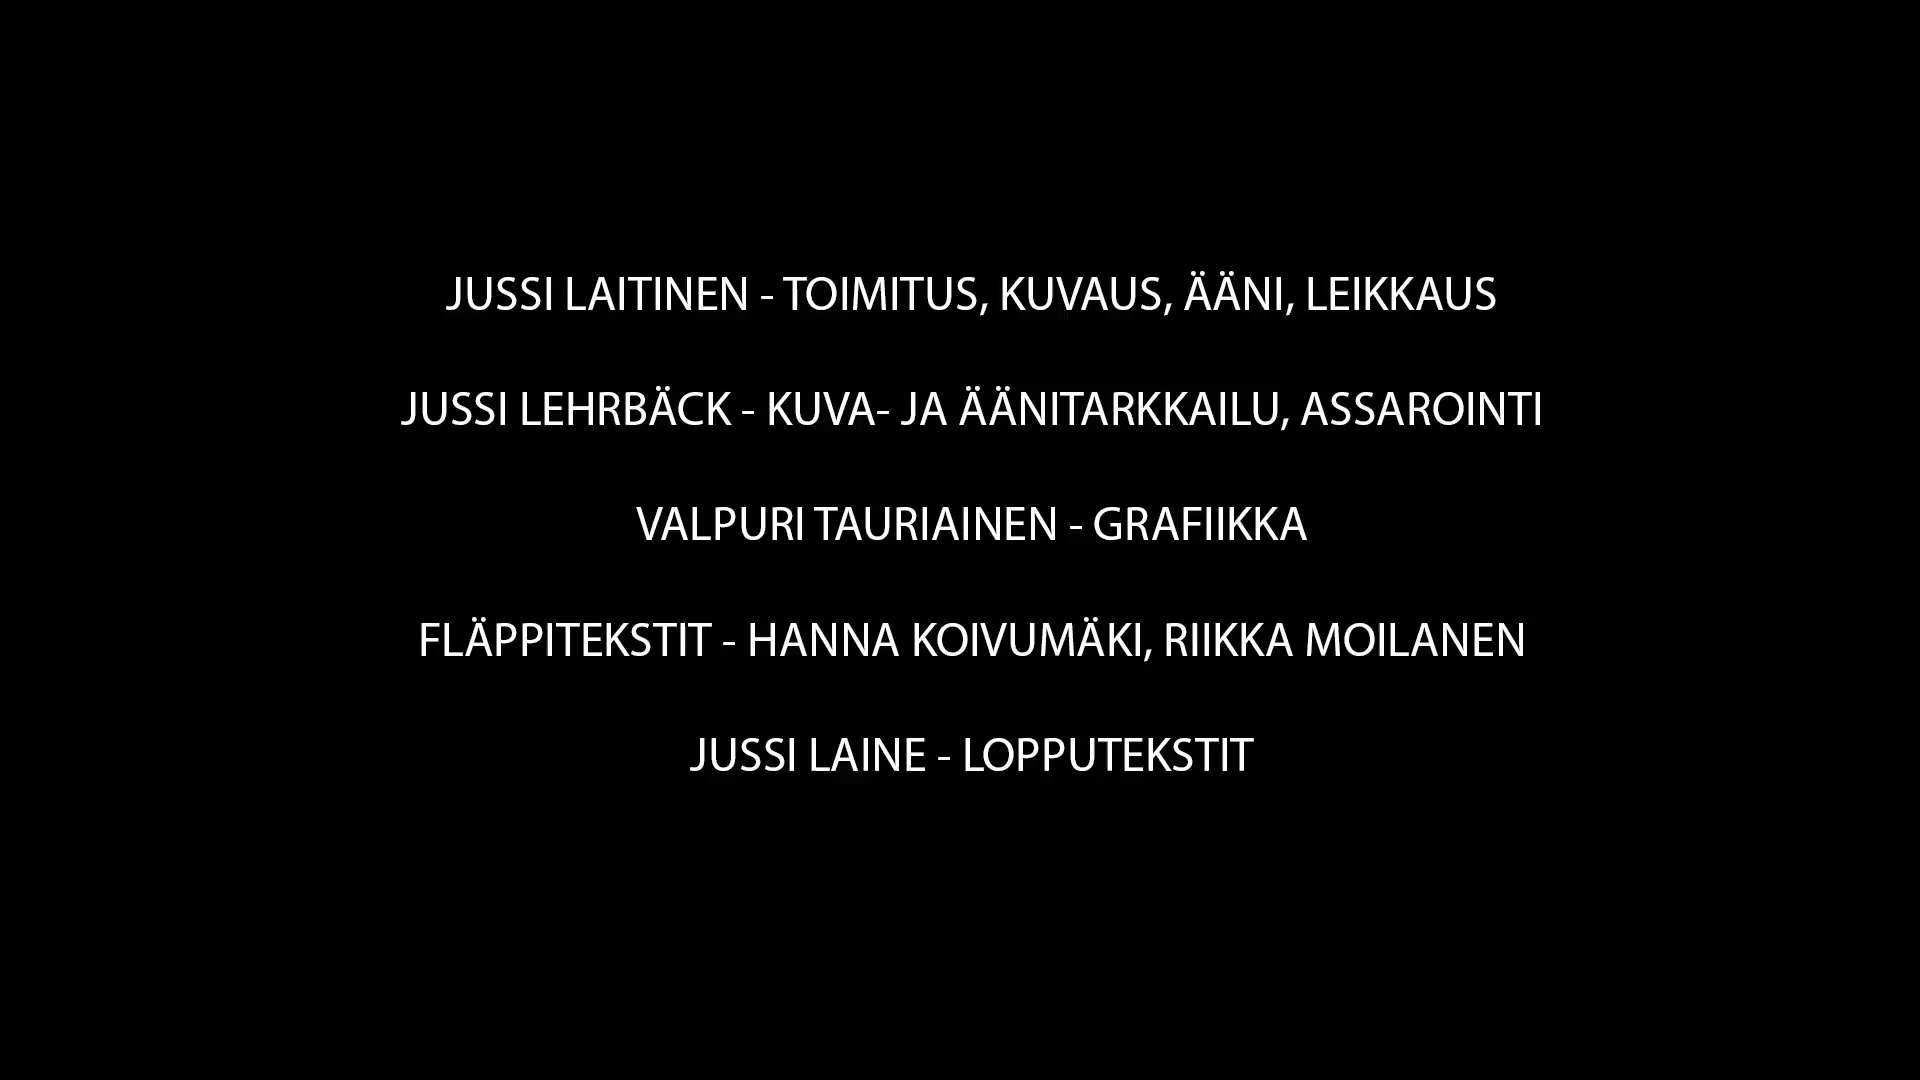 JUSSI LAITINEN - TOIMITUS, KUVAUS, ÄÄNI, LEIKKAUS
JUSSI LEHRBÄCK - KUVA- JA ÄÄNITARKKAILU, ASSAROINTI
VALPURI TAURIAINEN - GRAFIIKKA
FLÄPPITEKSTIT - HANNA KOIVUMÄKI, RIIKKA MOILANEN
JUSSI LAINE - LOPPUTEKSTIT